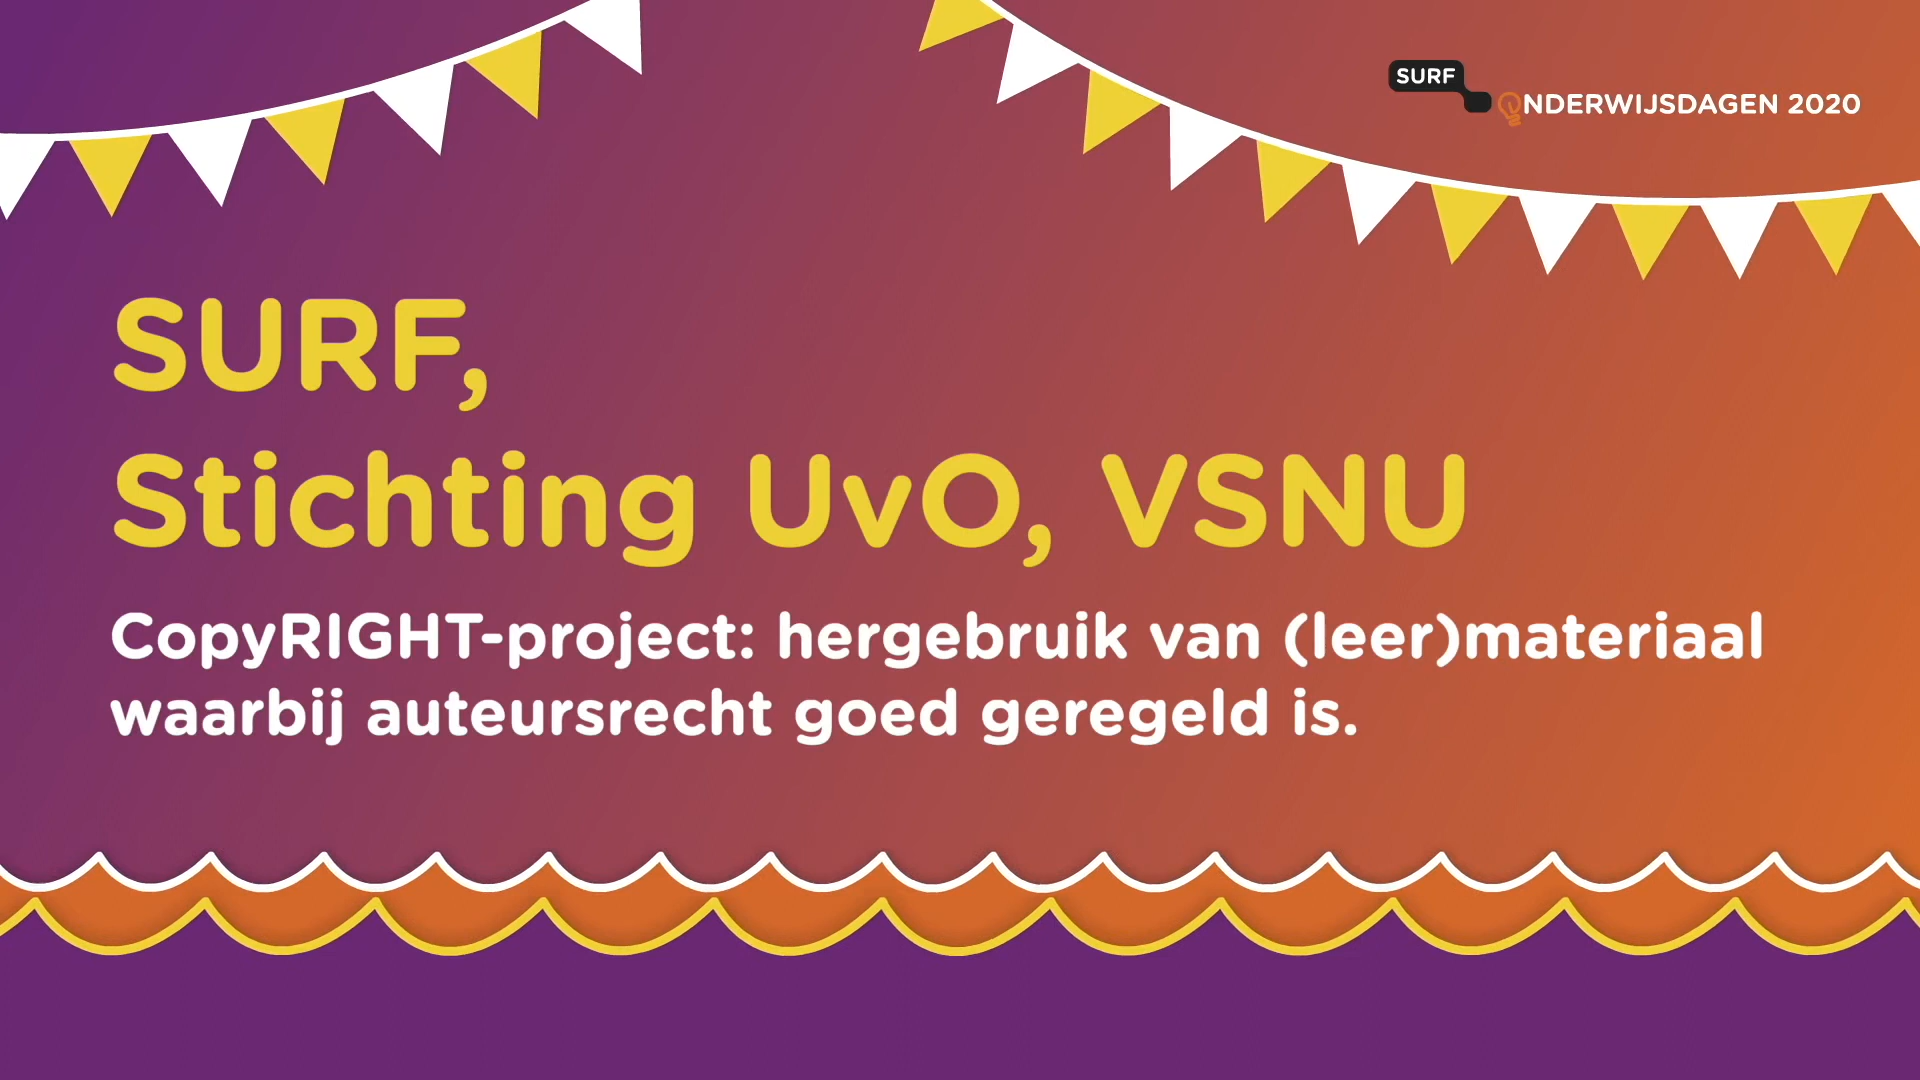 SURF
ONDERWIJSDAGEN 2020
SURF,
Stichting UvO, VSNU
CopyRIGHT-project: hergebruik van (leer)materiaal
waarbij auteursrecht goed geregeld is.